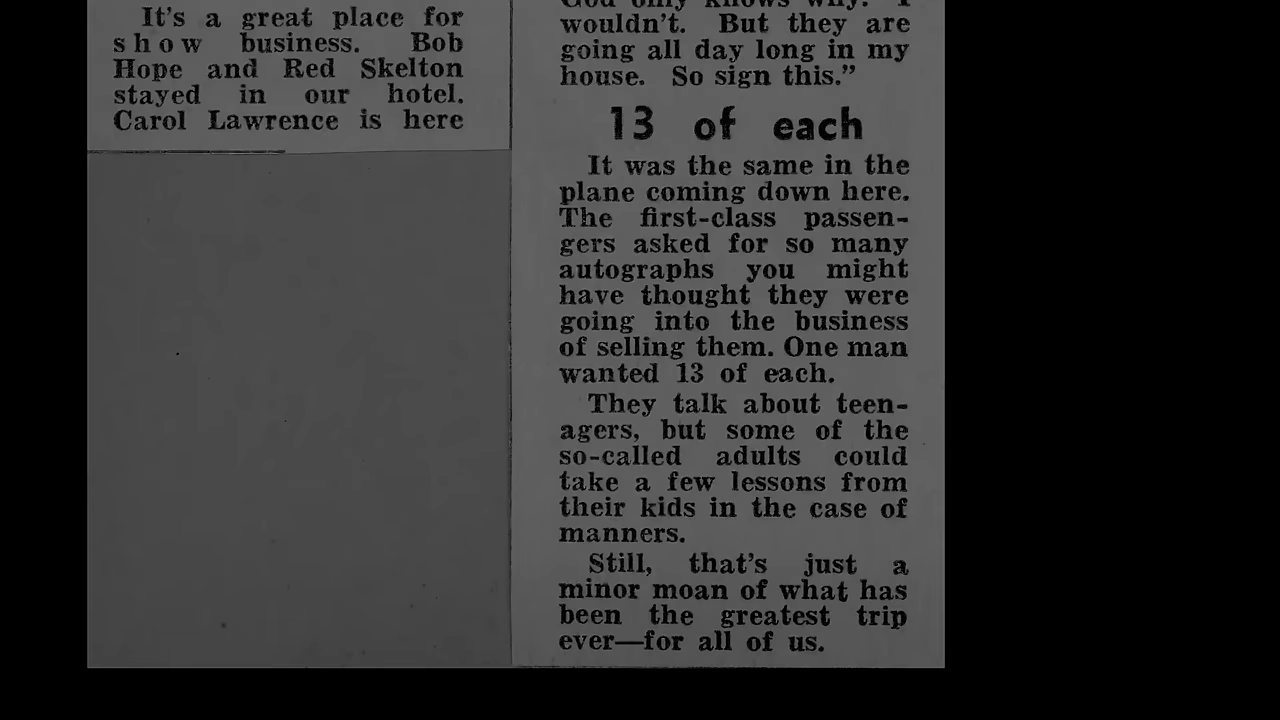 It's a great place for
show business. Bob
Hope and Red Skelton
stayed in our hotel.
Carol Lawrence is here
God only knows why. I
wouldn't. But they are
going all day long in my
house. So sign this."
13 of each
It was the same in the
plane coming down here.
The first-class passen-
gers asked for so many
autographs you might
have thought they were
going into the business
of selling them. One man
wanted 13 of each.
They talk about teen-
agers, but some of the
so-called adults could
take a few lessons from
their kids in the case of
manners.
Still, that's just a
minor moan of what has
been the greatest trip
ever—for all of us.